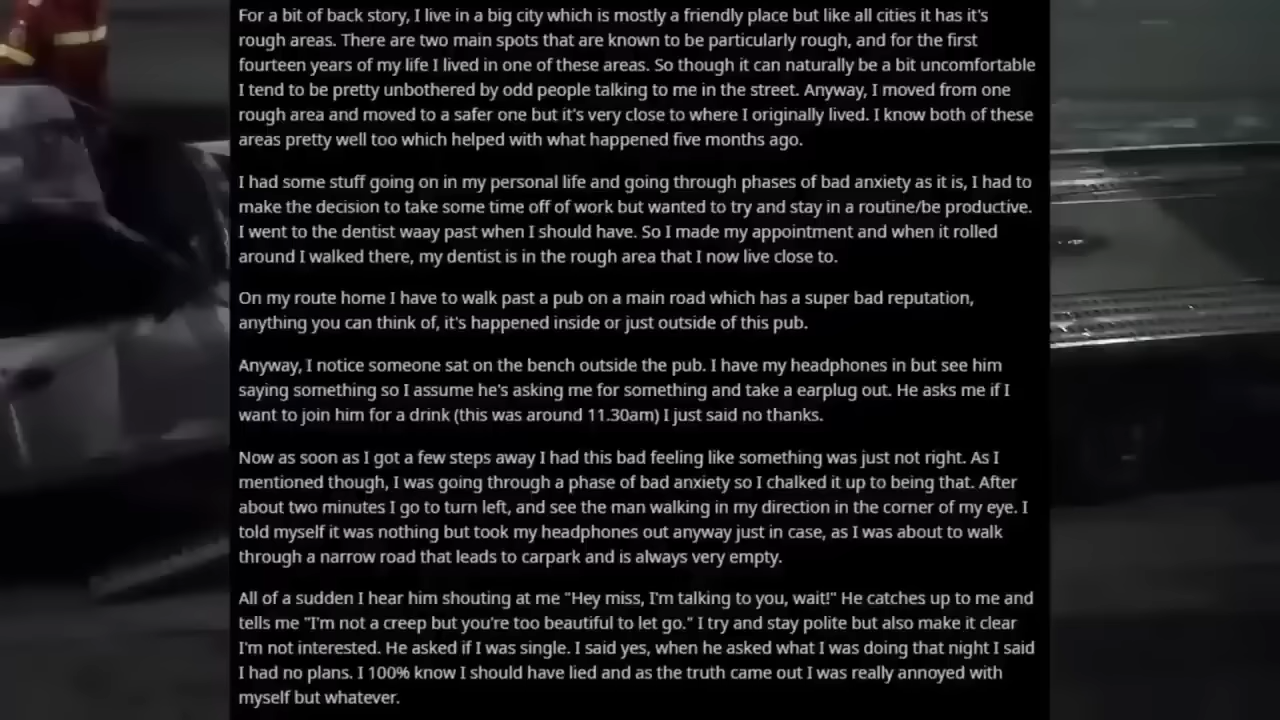 For a bit of back story, I live in a big city which is mostly a friendly place but like all cities it has it's
rough areas. There are two main spots that are known to be particularly rough, and for the first
fourteen years of my life I lived in one of these areas. So though it can naturally be a bit uncomfortable
I tend to be pretty unbothered by odd people talking to me in the street. Anyway, I moved from one
rough area and moved to a safer one but it's very close to where I originally lived. I know both of these
areas pretty well too which helped with what happened five months ago.
I had some stuff going on in my personal life and going through phases of bad anxiety as it is, I had to
make the decision to take some time off of work but wanted to try and stay in a routine/be productive.
I went to the dentist waay past when I should have. So I made my appointment and when it rolled
around I walked there, my dentist is in the rough area that I now live close to.
On my route home I have to walk past a pub on a main road which has a super bad reputation,
anything you can think of, it's happened inside or just outside of this pub.
Anyway, I notice someone sat on the bench outside the pub. I have my headphones in but see him
saying something so I assume he's asking me for something and take a earplug out. He asks me if I
want to join him for a drink (this was around 11.30am) I just said no thanks.
Now as soon as I got a few steps away I had this bad feeling like something was just not right. As I
mentioned though, I was going through a phase of bad anxiety so I chalked it up to being that. After
about two minutes I go to turn left, and see the man walking in my direction in the corner of my eye. I
told myself it was nothing but took my headphones out anyway just in case, as I was about to walk
through a narrow road that leads to carpark and is always very empty.
All of a sudden I hear him shouting at me "Hey miss, I'm talking to you, wait!" He catches up to me and
tells me "I'm not a creep but you're too beautiful to let go." I try and stay polite but also make it clear
I'm not interested. He asked if I was single. I said yes, when he asked what I was doing that night I said
I had no plans. I 100% know I should have lied and as the truth came out I was really annoyed with
myself but whatever.